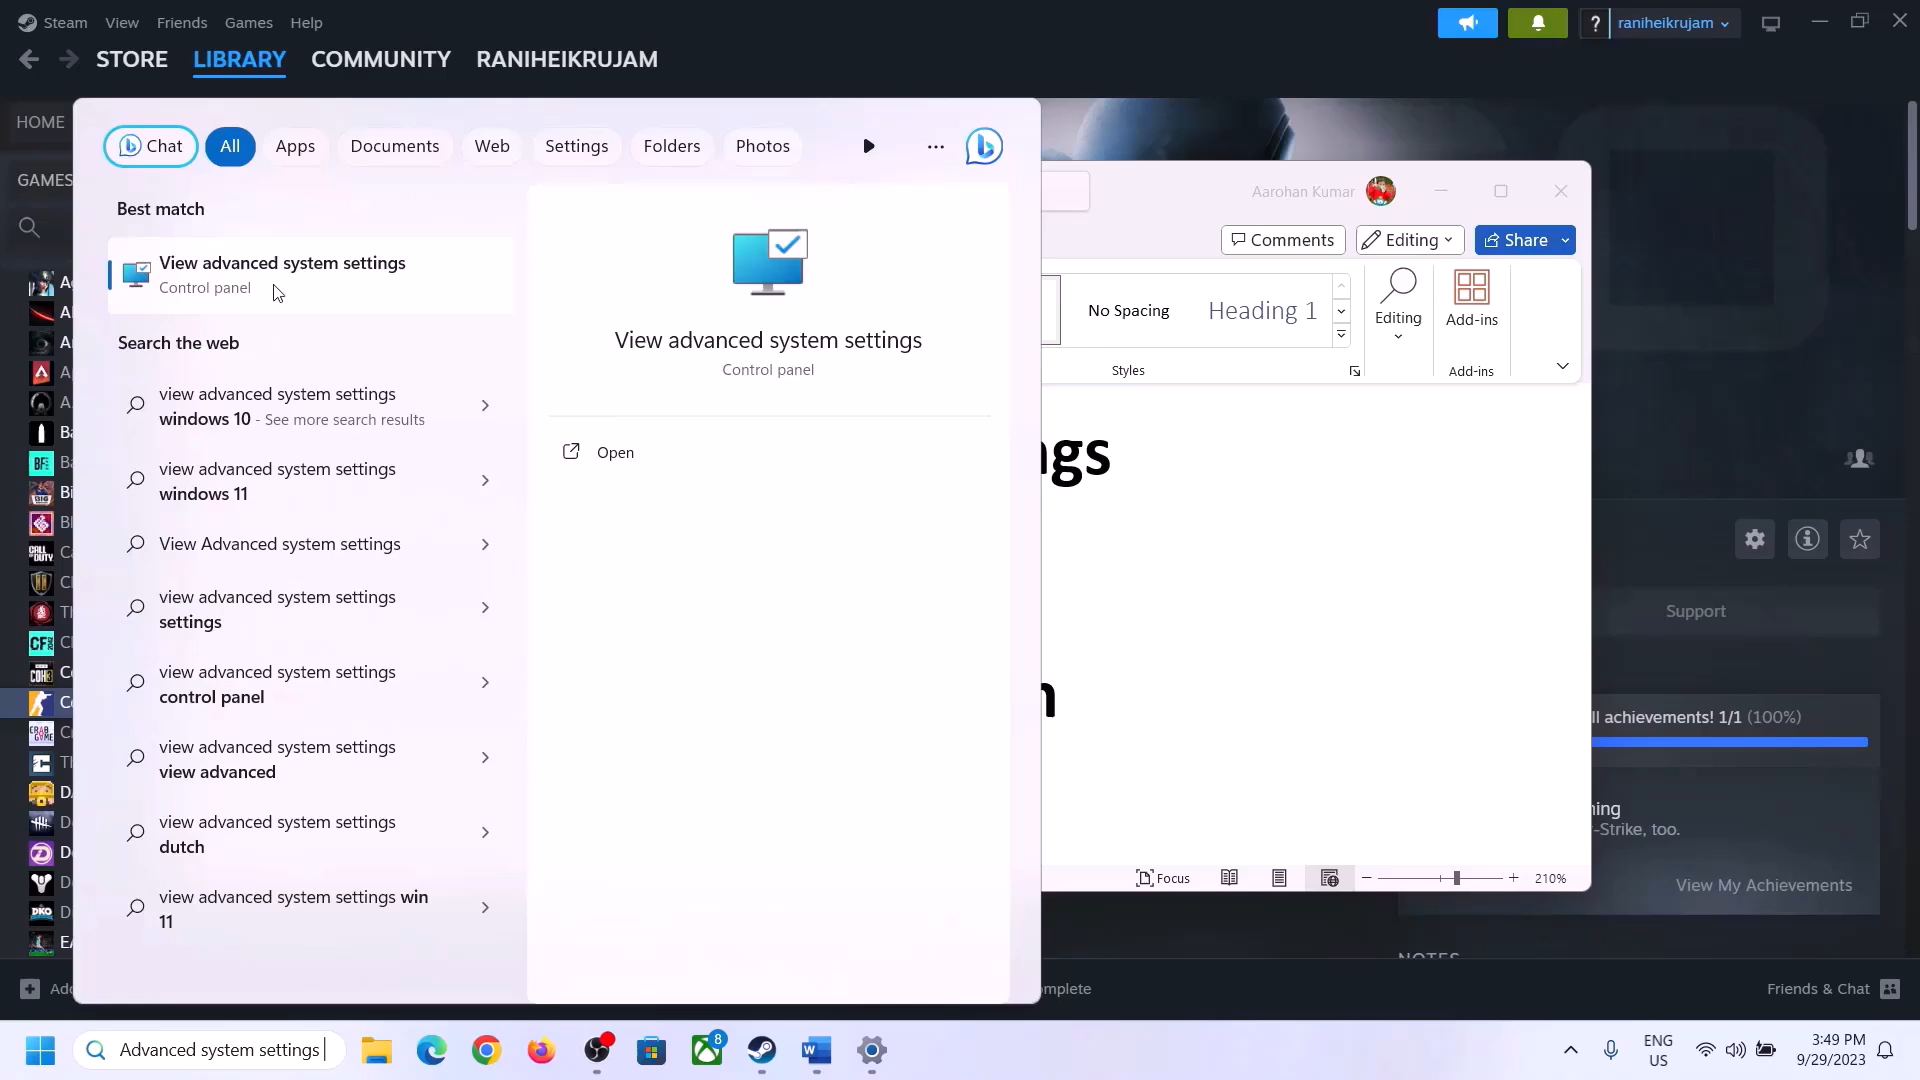 Steam View Friends Games Help
raniheikrujam
STORE LIBRARY COMMUNITY RANIHEIKRUJAM
HOME
GAMES
Chat All Apps Documents Web Settings Folders Photos
Best match
View advanced system settings
Control panel
Search the web
view advanced system settings
windows 10 - See more search results
view advanced system settings
windows 11
View Advanced system settings
view advanced system settings
settings
view advanced system settings
control panel
view advanced system settings
view advanced
view advanced system settings
dutch
view advanced system settings win
11
View advanced system settings
Control panel
Open
Aarohan Kumar
Comments Editing Share
No Spacing Heading 1
Editing
Add-ins
Styles
Add-ins
ngs
n
Focus
210%
Support
ll achievements! 1/1 (100%)
ning
-Strike, too.
View My Achievements
NOTES
mplete
Friends & Chat
Advanced system settings
8
ENG
US
3:49 PM
9/29/2023